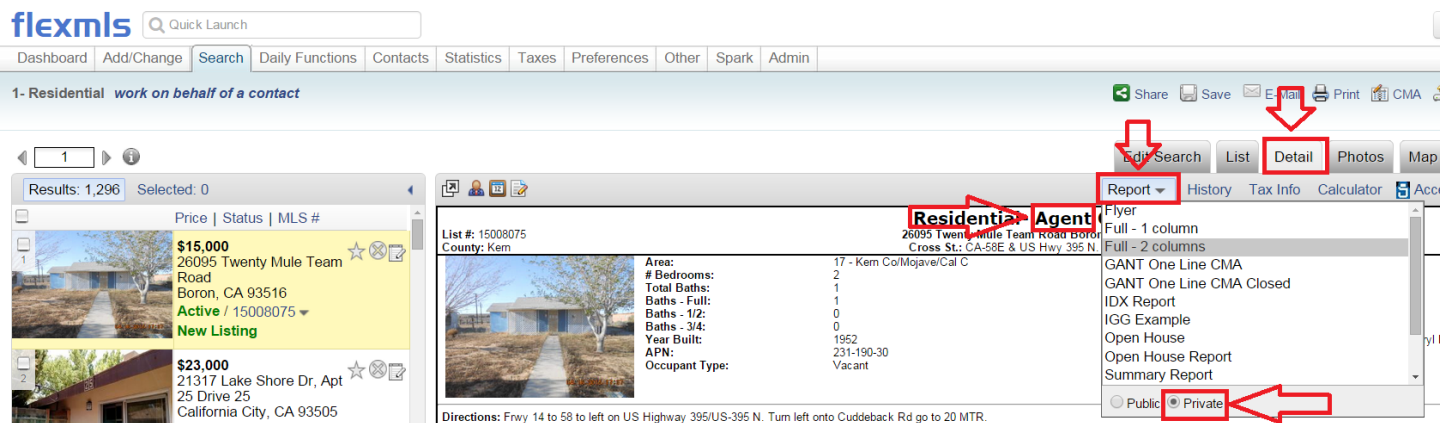 flexmls
Quick Launch
Dashboard Add/Change Search Daily Functions Contacts Statistics Taxes Preferences Other Spark Admin
1- Residential work on behalf of a contact
Share Save E-Mail Print CMA
1
Edit Search List Detail Photos Map
Results: 1,296 Selected: 0
Report History Tax Info Calculator
Price | Status | MLS #
1
$15,000
26095 Twenty Mule Team
Road
Boron, CA 93516
Active / 15008075
New Listing
2
$23,000
21317 Lake Shore Dr, Apt
25 Drive 25
California City, CA 93505
12
Residential Agent
List #: 15008075
26095 Twenty Mule Team Road Boron
County: Kern
Cross St.: CA-58E & US Hwy 395 N.
Area: 17 - Kern Co/Mojave/Cal C
# Bedrooms: 2
Total Baths: 1
Baths - Full: 1
Baths - 1/2: 0
Baths - 3/4: 0
Year Built: 1952
APN: 231-190-30
Occupant Type: Vacant
Directions: Frwy 14 to 58 to left on US Highway 395/US-395 N. Turn left onto Cuddeback Rd go to 20 MTR.
Flyer
Full - 1 column
Full - 2 columns
GANT One Line CMA
GANT One Line CMA Closed
IDX Report
IGG Example
Open House
Open House Report
Summary Report
Public Private